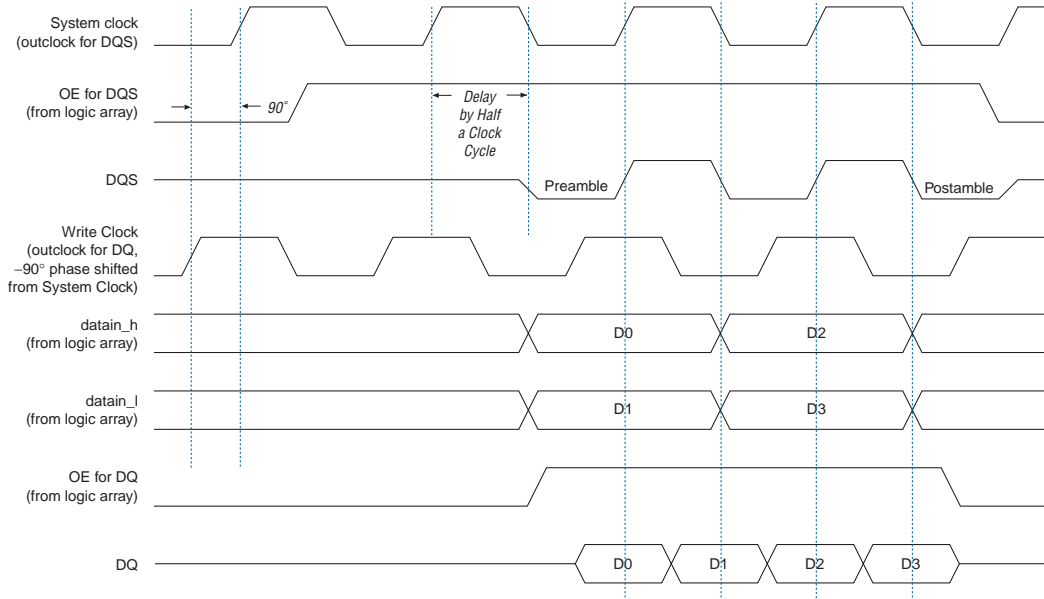 System clock
(outclock for DQS)
OE for DQS
(from logic array)
90°
Delay
by Half
a Clock
Cycle
DQS
Preamble
Postamble
Write Clock
(outclock for DQ,
−90° phase shifted
from System Clock)
datain_h
(from logic array)
D0
D2
datain_l
(from logic array)
D1
D3
OE for DQ
(from logic array)
DQ
D0
D1
D2
D3